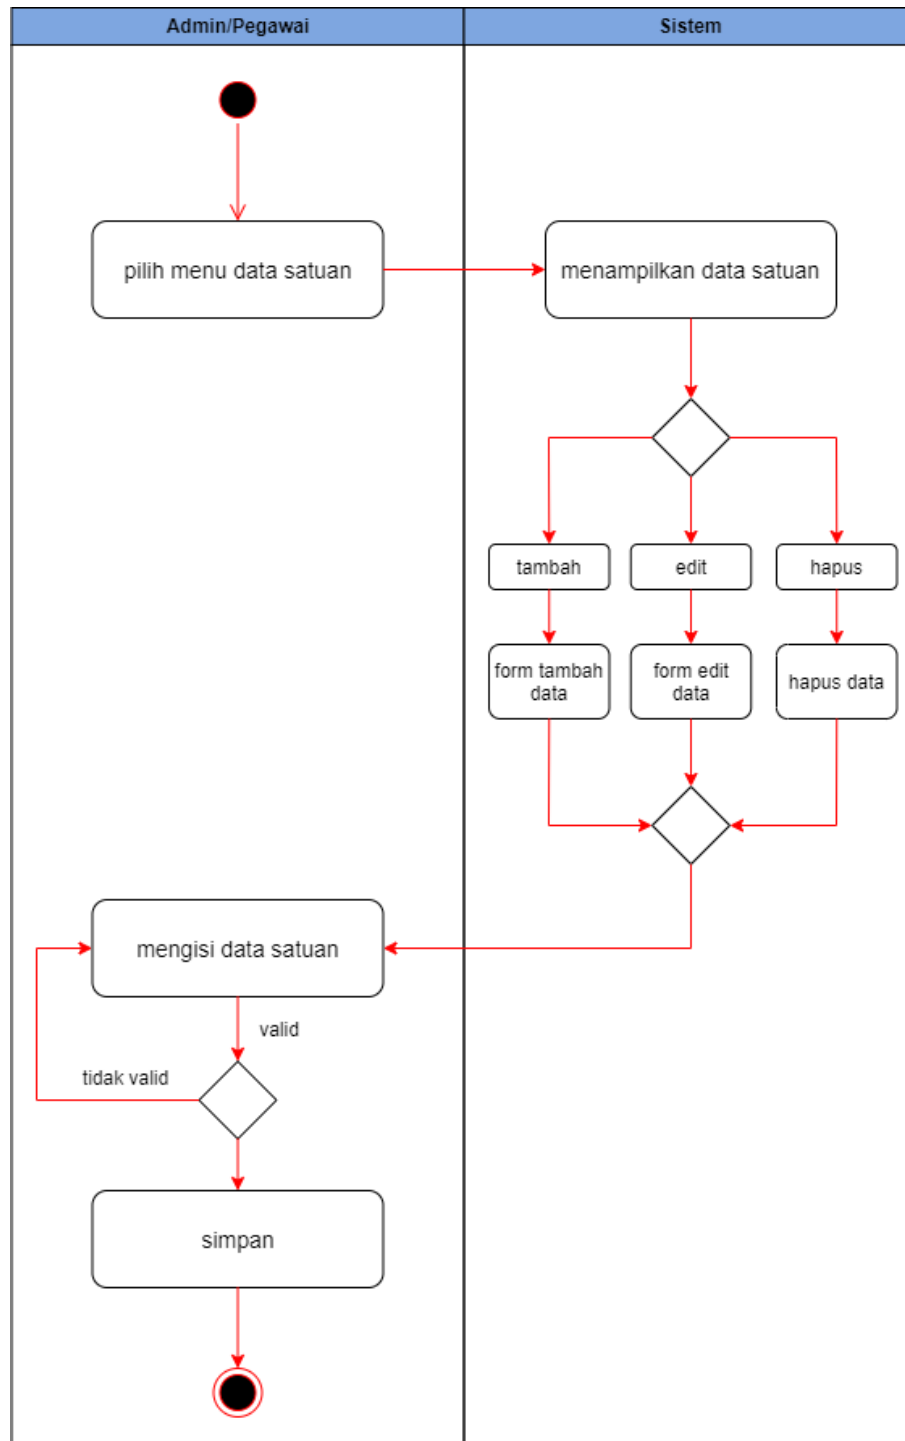 Admin/Pegawai
Sistem
pilih menu data satuan
menampilkan data satuan
tambah
edit
hapus
form tambah
data
form edit
data
hapus data
mengisi data satuan
valid
tidak valid
simpan